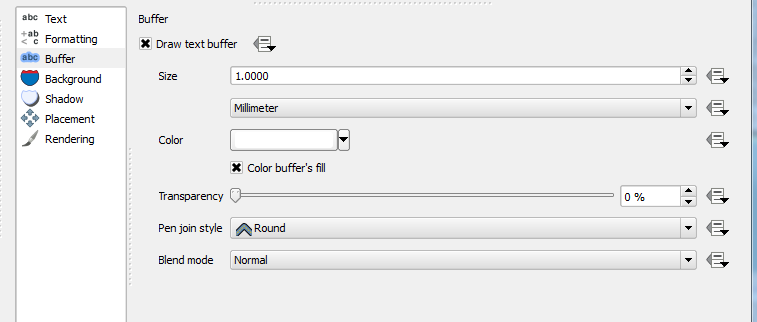 abc Text
+ab < c Formatting
abc Buffer
Background
Shadow
Placement
Rendering
Buffer
Draw text buffer
Size 1.0000
Millimeter
Color
Color buffer's fill
Transparency 0 %
Pen join style Round
Blend mode Normal